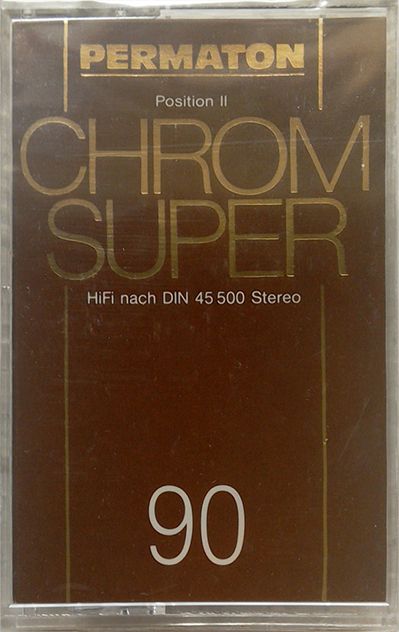 PERMATON
Position II
CHROM
SUPER
HiFi nach DIN 45 500 Stereo
90